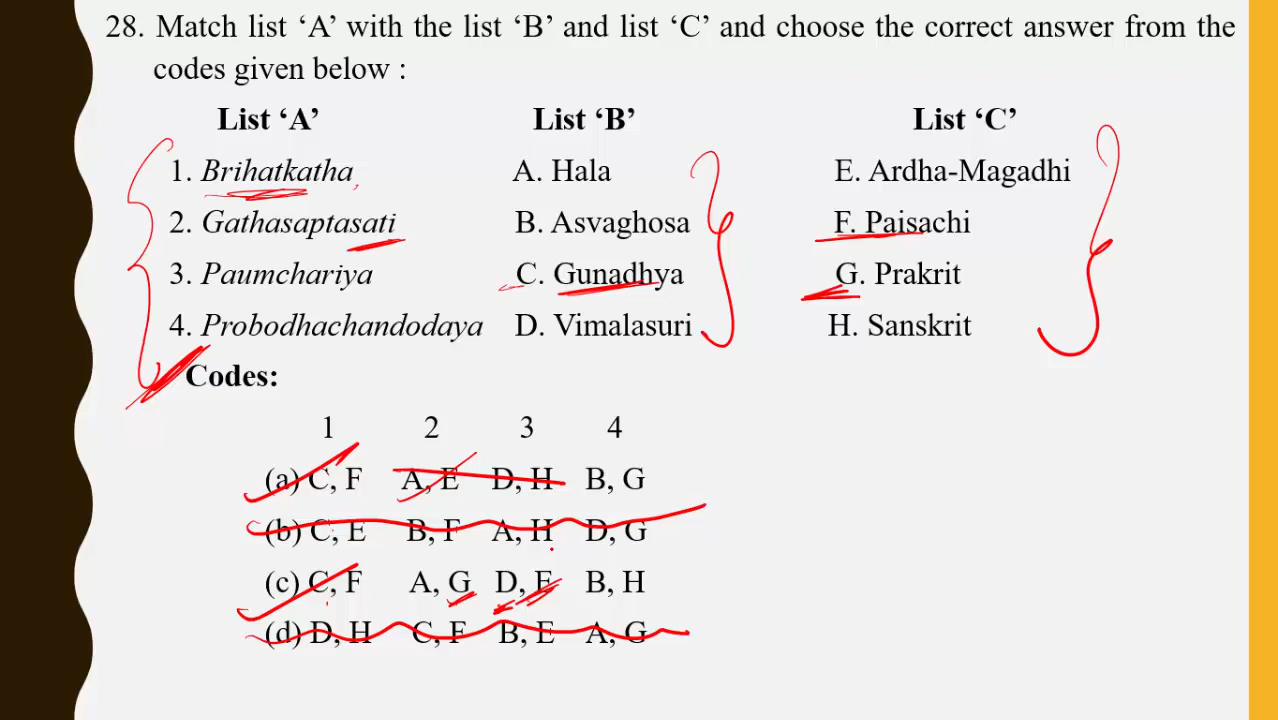 28. Match list ‘A’ with the list ‘B’ and list ‘C’ and choose the correct answer from the
codes given below :
List ‘A’ List ‘B’ List ‘C’
1. Brihatkatha A. Hala E. Ardha-Magadhi
2. Gathasaptasati B. Asvaghosa F. Paisachi
3. Paumchariya C. Gunadhya G. Prakrit
4. Probodhachandodaya D. Vimalasuri H. Sanskrit
Codes:
1 2 3 4
(a) C, F A, E D, H B, G
(b) C, E B, F A, H D, G
(c) C, F A, G D, E B, H
(d) D, H C, F B, E A, G